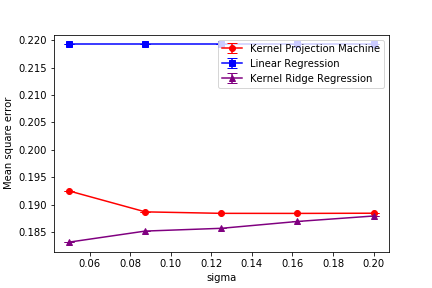 0.220
0.215
0.210
0.205
0.200
0.195
0.190
0.185
Mean square error
Kernel Projection Machine
Linear Regression
Kernel Ridge Regression
0.06 0.08 0.10 0.12 0.14 0.16 0.18 0.20
sigma